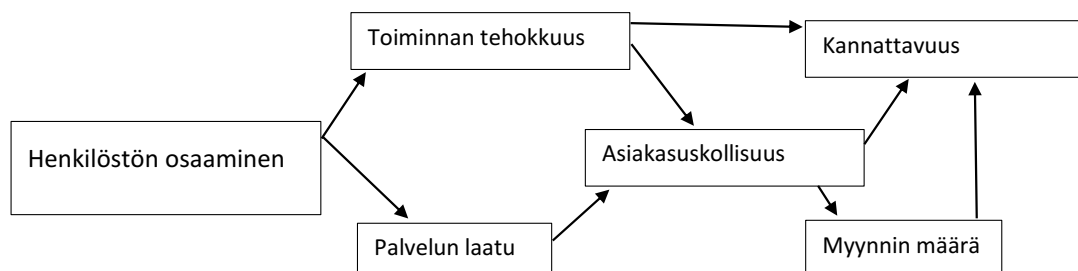 Toiminnan tehokkuus
Kannattavuus
Henkilöstön osaaminen
Asiakasuskollisuus
Palvelun laatu
Myynnin määrä